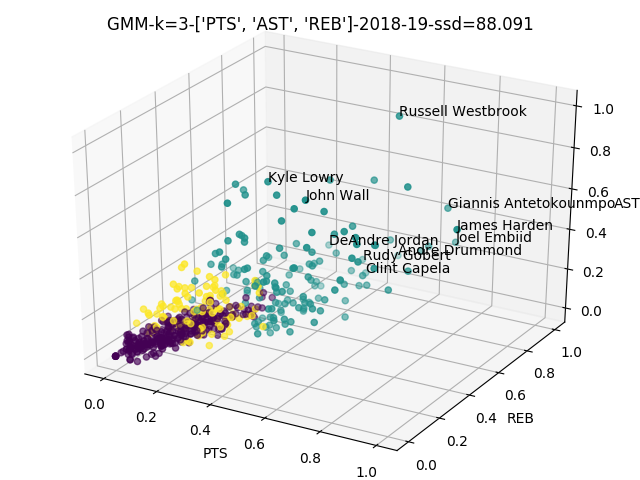 GMM-k=3-['PTS', 'AST', 'REB']-2018-19-ssd=88.091
Russell Westbrook
Kyle Lowry
John Wall
Giannis Antetokounmpo
AST
James Harden
DeAndre Jordan
Joel Embid
Andre Drummond
Rudy Gobert
Clint Capela
1.0
0.8
0.6
0.4
0.2
0.0
0.0
0.2
0.4
0.6
0.8
1.0
PTS
0.0
0.2
0.4
0.6
0.8
1.0
REB